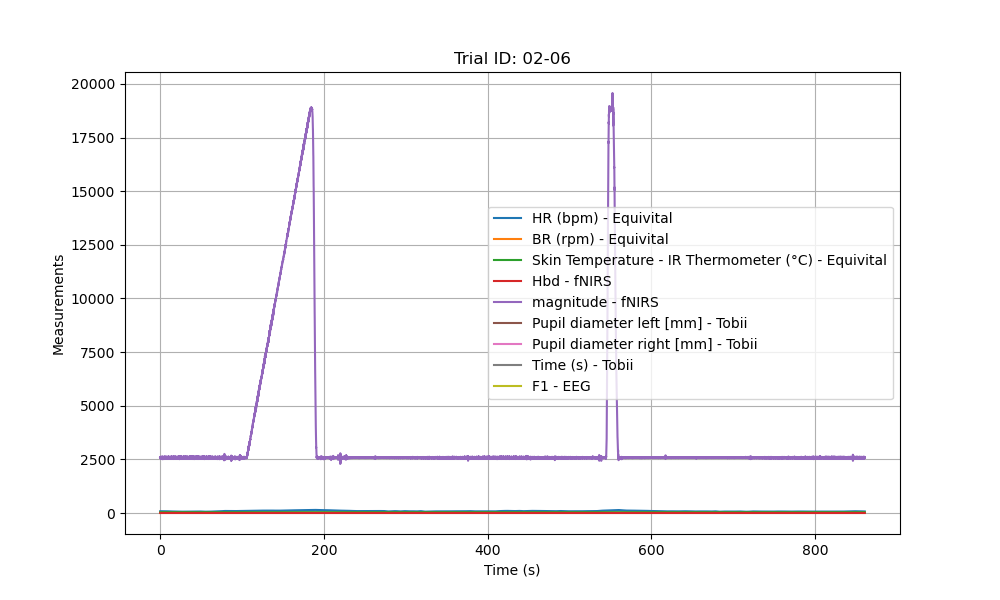 Trial ID: 02-06
20000
17500
15000
12500
10000
7500
5000
2500
0
Measurements
HR (bpm) - Equivital
BR (rpm) - Equivital
Skin Temperature - IR Thermometer (°C) - Equivital
Hbd - fNIRS
magnitude - fNIRS
Pupil diameter left [mm] - Tobii
Pupil diameter right [mm] - Tobii
Time (s) - Tobii
F1 - EEG
0 200 400 600 800
Time (s)